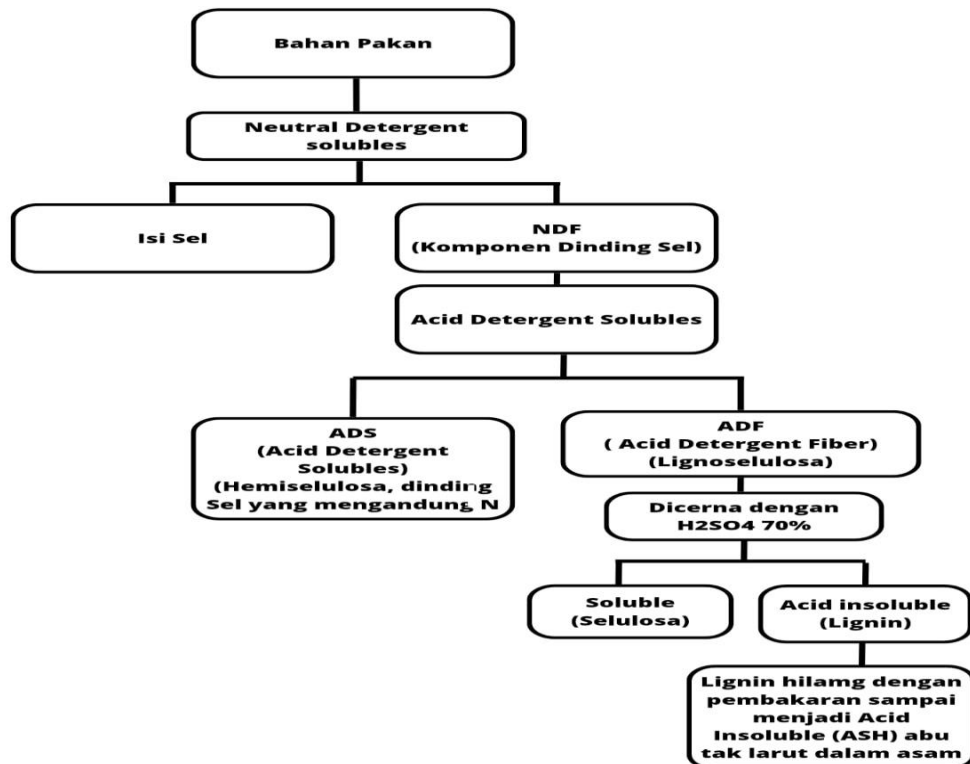 Bahan Pakan
Neutral Detergent
solubles
Isi Sel
NDF
(Komponen Dinding Sel)
Acid Detergent Solubles
ADS
(Acid Detergent
Solubles)
(Hemiselulosa, dinding
Sel yang mengandung N
ADF
( Acid Detergent Fiber)
(Lignoselulosa)
Dicerna dengan
H2SO4 70%
Soluble
(Selulosa)
Acid insoluble
(Lignin)
Lignin hilamg dengan
pembakaran sampai
menjadi Acid
Insoluble (ASH) abu
tak larut dalam asam